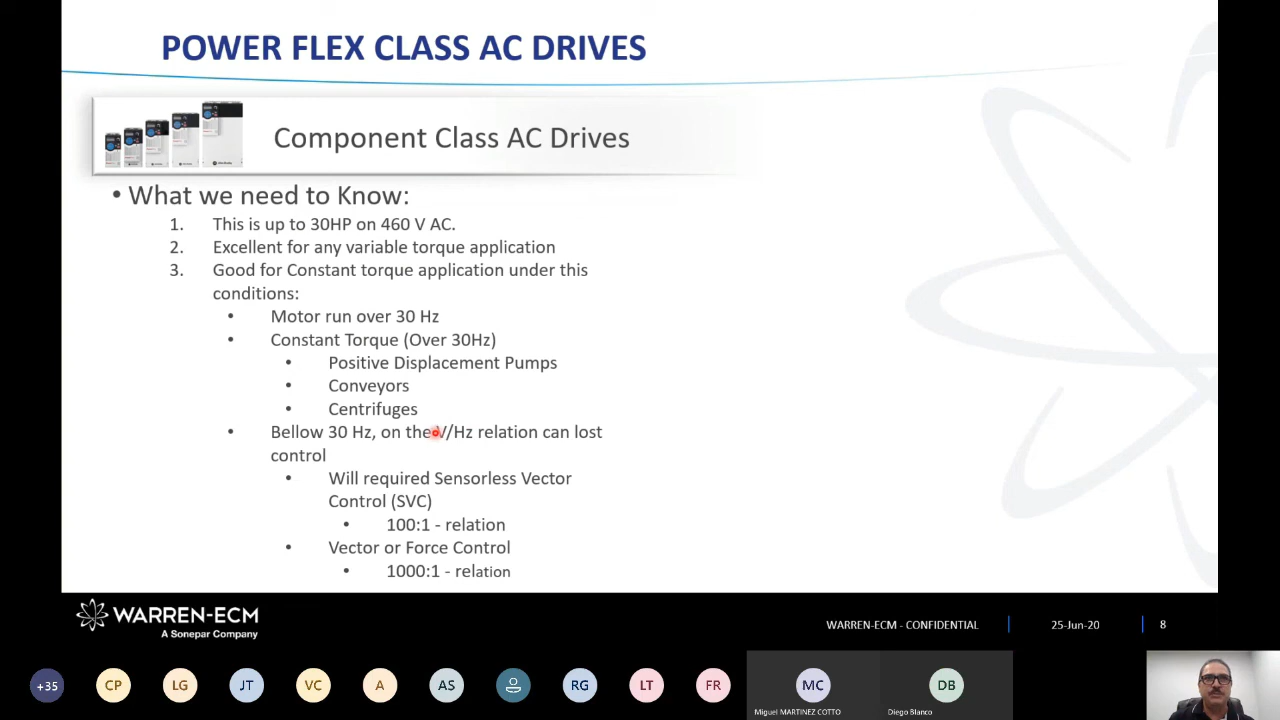 POWER FLEX CLASS AC DRIVES
Component Class AC Drives
• What we need to Know:
1. This is up to 30HP on 460 V AC.
2. Excellent for any variable torque application
3. Good for Constant torque application under this
conditions:
• Motor run over 30 Hz
• Constant Torque (Over 30Hz)
• Positive Displacement Pumps
• Conveyors
• Centrifuges
• Bellow 30 Hz, on the V/Hz relation can lost
control
• Will required Sensorless Vector
Control (SVC)
• 100:1 - relation
• Vector or Force Control
• 1000:1 - relation
WARREN-ECM
A Sonepar Company
WARREN-ECM - CONFIDENTIAL
25-Jun-20
8
+35
CP
LG
JT
VC
A
AS
RG
LT
FR
MC
Miguel MARTINEZ COTTO
DB
Diego Blanco